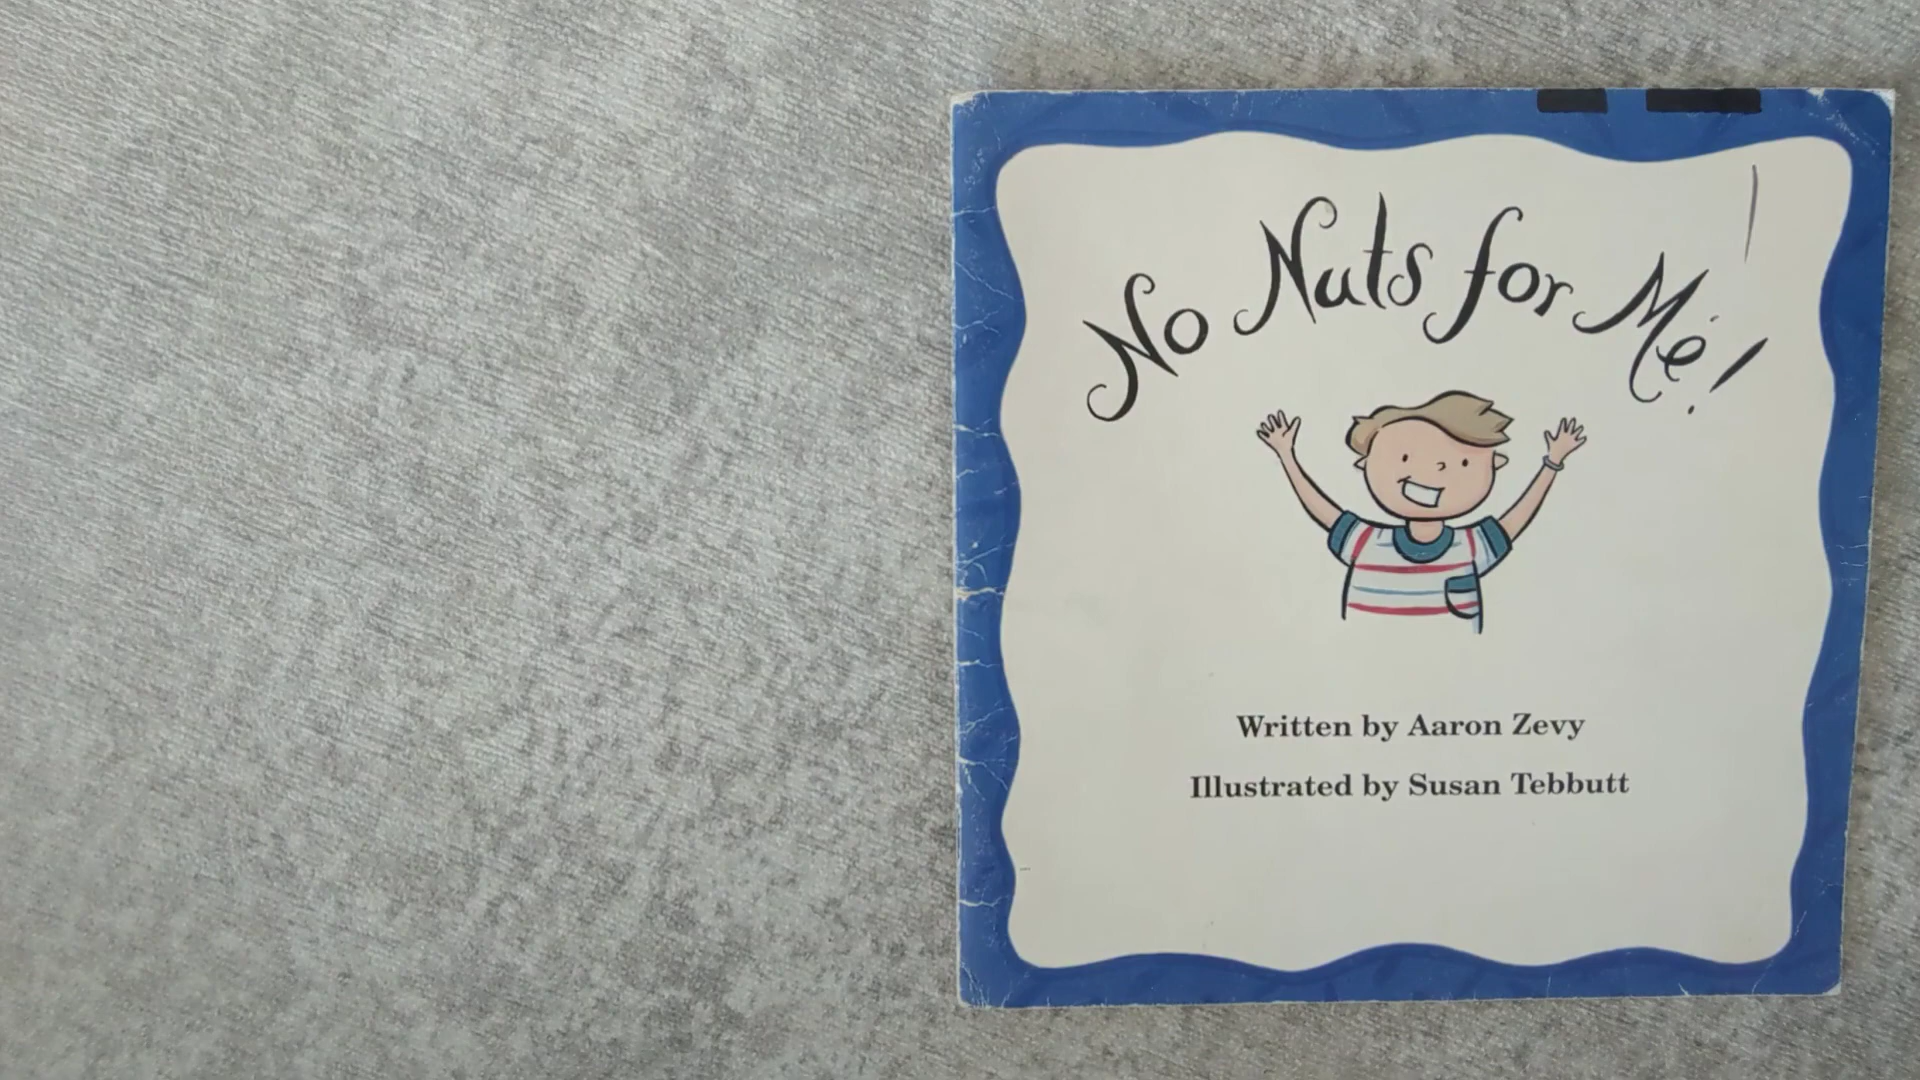 No Nuts for Me!
Written by Aaron Zevy
Illustrated by Susan Tebbutt